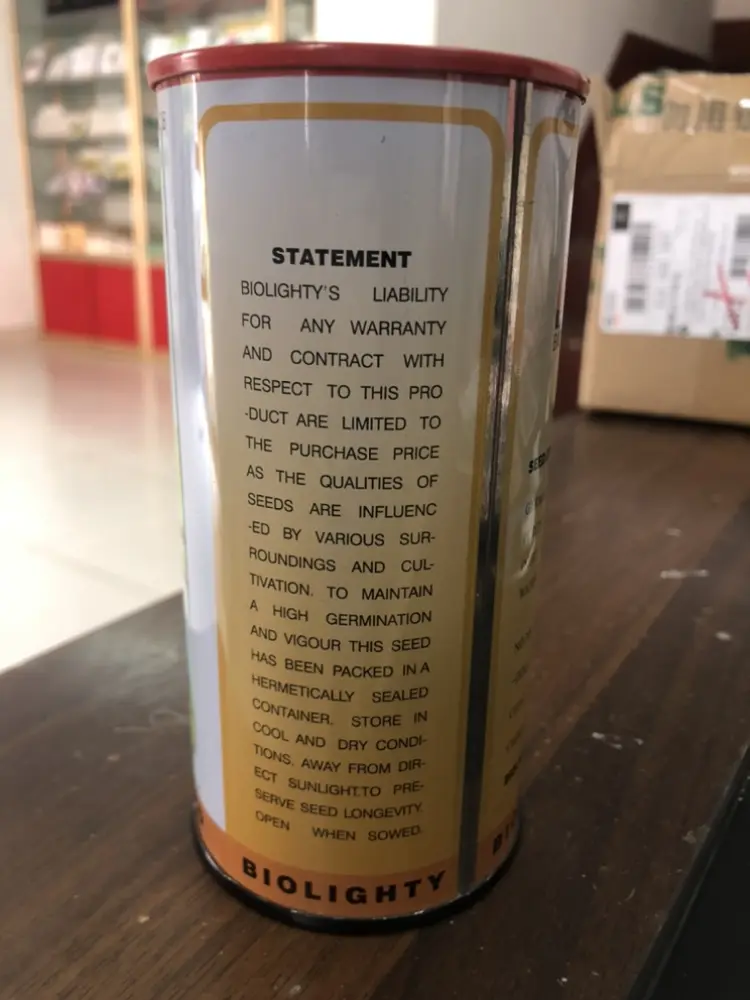 STATEMENT
BIOLIGHTY'S LIABILITY
FOR ANY WARRANTY
AND CONTRACT WITH
RESPECT TO THIS PRO
-DUCT ARE LIMITED TO
THE PURCHASE PRICE
AS THE QUALITIES OF
SEEDS ARE INFLUENC
-ED BY VARIOUS SUR-
ROUNDINGS AND CUL-
TIVATION. TO MAINTAIN
A HIGH GERMINATION
AND VIGOUR THIS SEED
HAS BEEN PACKED IN A
HERMETICALLY SEALED
CONTAINER. STORE IN
COOL AND DRY CONDI-
TIONS. AWAY FROM DIR-
ECT SUNLIGHT.TO PRE-
SERVE SEED LONGEVITY.
OPEN WHEN SOWED.
BIOLIGHTY